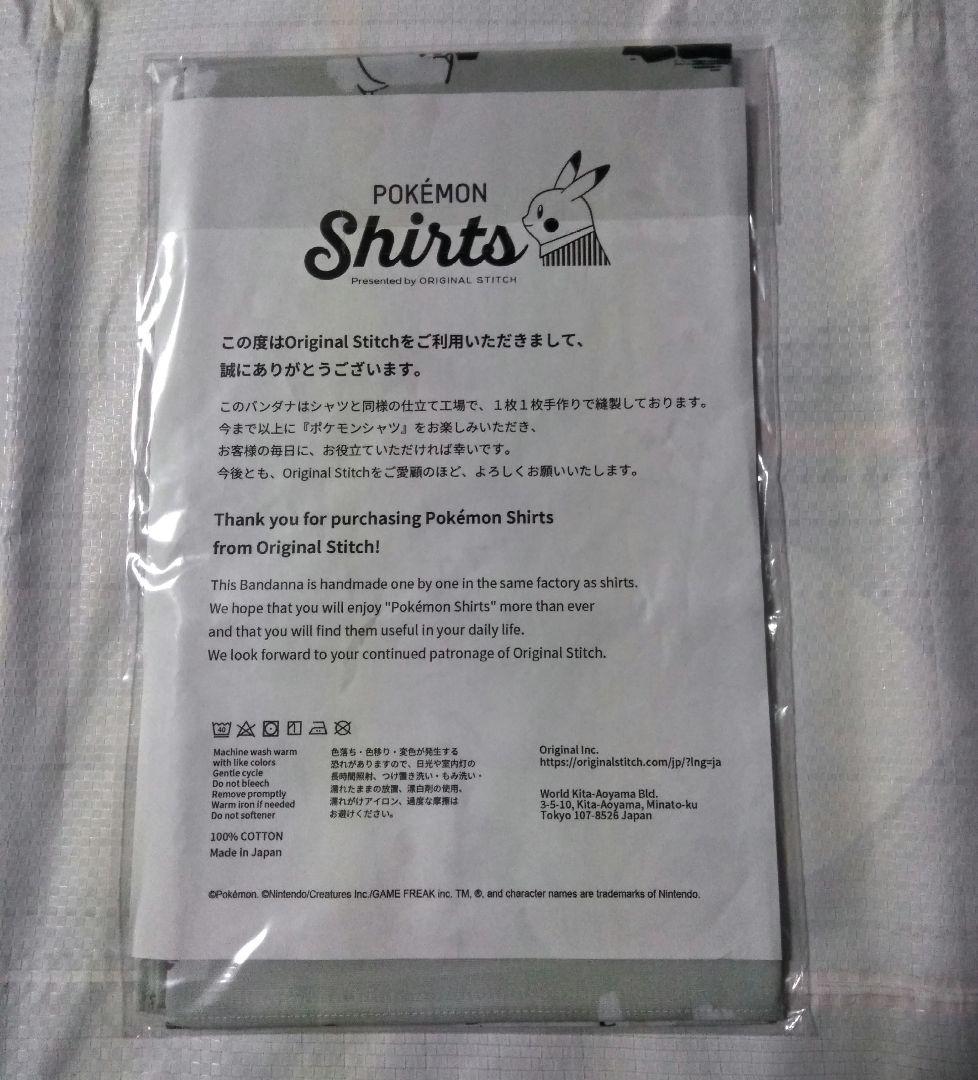 POKÉMON
Shirts
Presented by ORIGINAL STITCH
この度はOriginal Stitchをご利用いただきまして、
誠にありがとうございます。
このバンダナはシャツと同様の仕立て工場で、１枚１枚手作りで縫製しております。
今まで以上に『ポケモンシャツ』をお楽しみいただき、
お客様の毎日に、お役立ていただければ幸いです。
今後とも、Original Stitchをご愛顧のほど、よろしくお願いいたします。
Thank you for purchasing Pokémon Shirts
from Original Stitch!
This Bandanna is handmade one by one in the same factory as shirts.
We hope that you will enjoy "Pokémon Shirts" more than ever
and that you will find them useful in your daily life.
We look forward to your continued patronage of Original Stitch.
40
Machine wash warm
with like colors
Gentle cycle
Do not bleech
Remove promptly
Warm iron if needed
Do not softener
100% COTTON
Made in Japan
色落ち・色移り・変色が発生する
恐れがありますので、日光や室内灯の
長時間照射、つけ置き洗い・もみ洗い・
濡れたままの放置、漂白剤の使用、
濡れがけアイロン、過度な摩擦は
お避けください。
Original Inc.
https://originalstitch.com/jp/?lng=ja
World Kita-Aoyama Bld.
3-5-10, Kita-Aoyama, Minato-ku
Tokyo 107-8526 Japan
©Pokémon. ©Nintendo/Creatures Inc./GAME FREAK inc. TM, ®, and character names are trademarks of Nintendo.